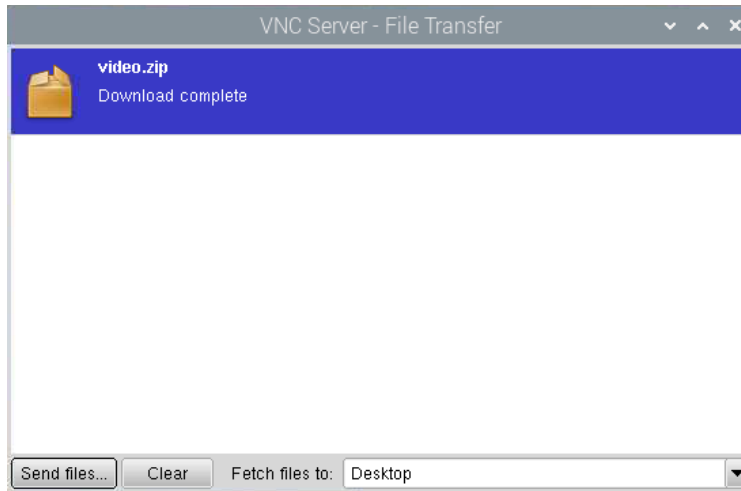 VNC Server - File Transfer
video.zip
Download complete
Send files... Clear Fetch files to: Desktop